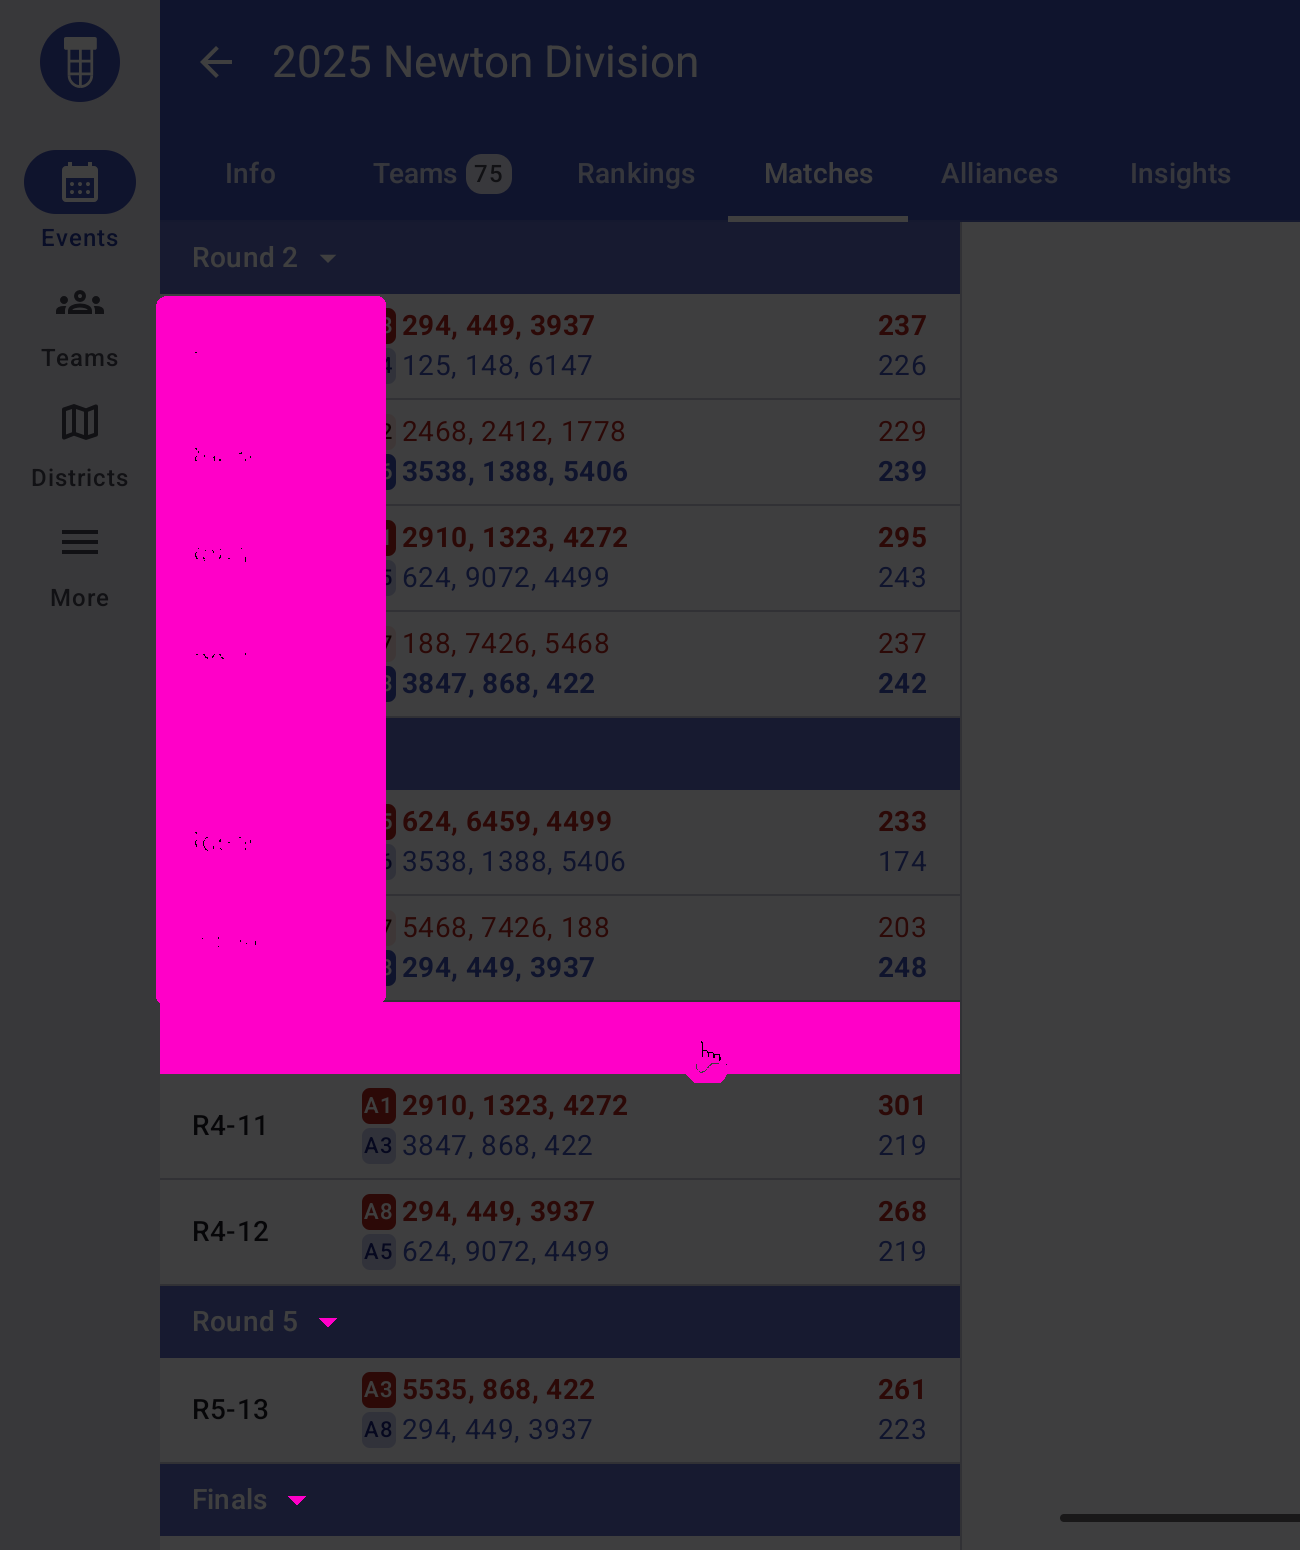 2025 Newton Division
Info Teams 75 Rankings Matches Alliances Insights
Events
Teams
Districts
More
Round 2
294, 449, 3937 237
125, 148, 6147 226
2468, 2412, 1778 229
3538, 1388, 5406 239
2910, 1323, 4272 295
624, 9072, 4499 243
188, 7426, 5468 237
3847, 868, 422 242
624, 6459, 4499 233
3538, 1388, 5406 174
5468, 7426, 188 203
294, 449, 3937 248
R4-11
A1 2910, 1323, 4272 301
A3 3847, 868, 422 219
R4-12
A8 294, 449, 3937 268
A5 624, 9072, 4499 219
Round 5
R5-13
A3 5535, 868, 422 261
A8 294, 449, 3937 223
Finals